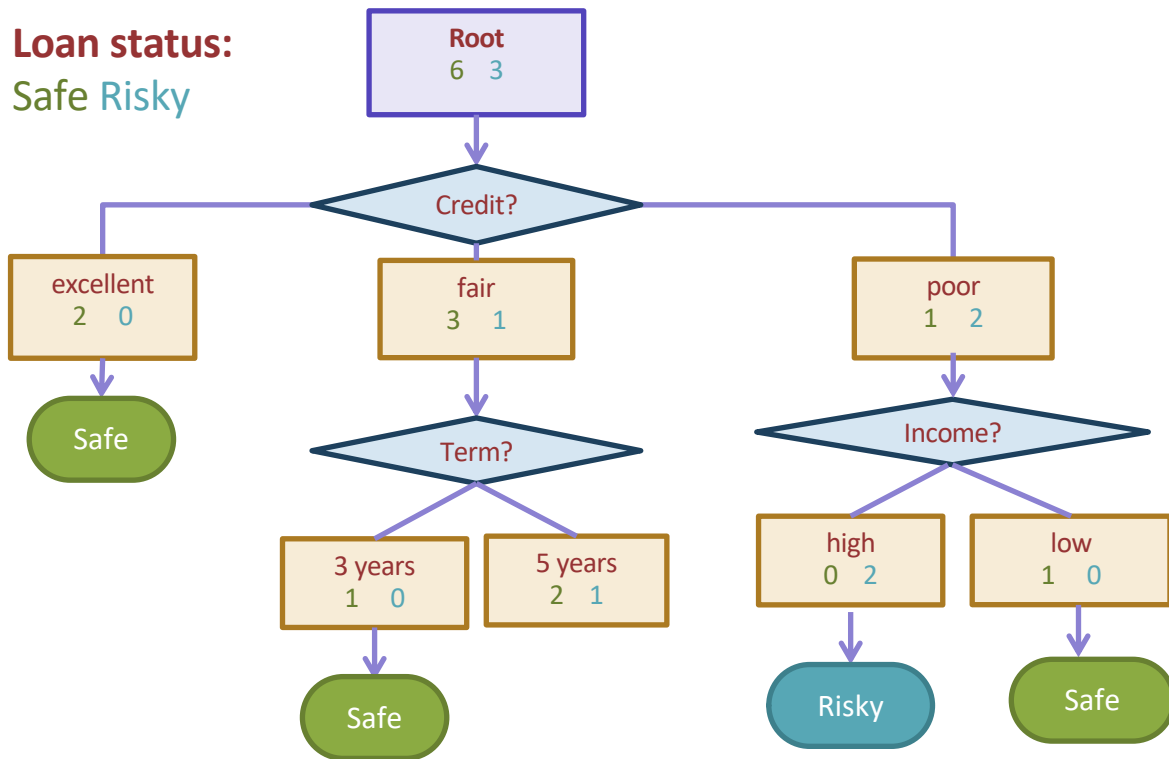 Loan status:
Safe Risky
Root
6 3
Credit?
excellent
2 0
fair
3 1
poor
1 2
Safe
Term?
Income?
3 years
1 0
5 years
2 1
high
0 2
low
1 0
Safe
Risky
Safe